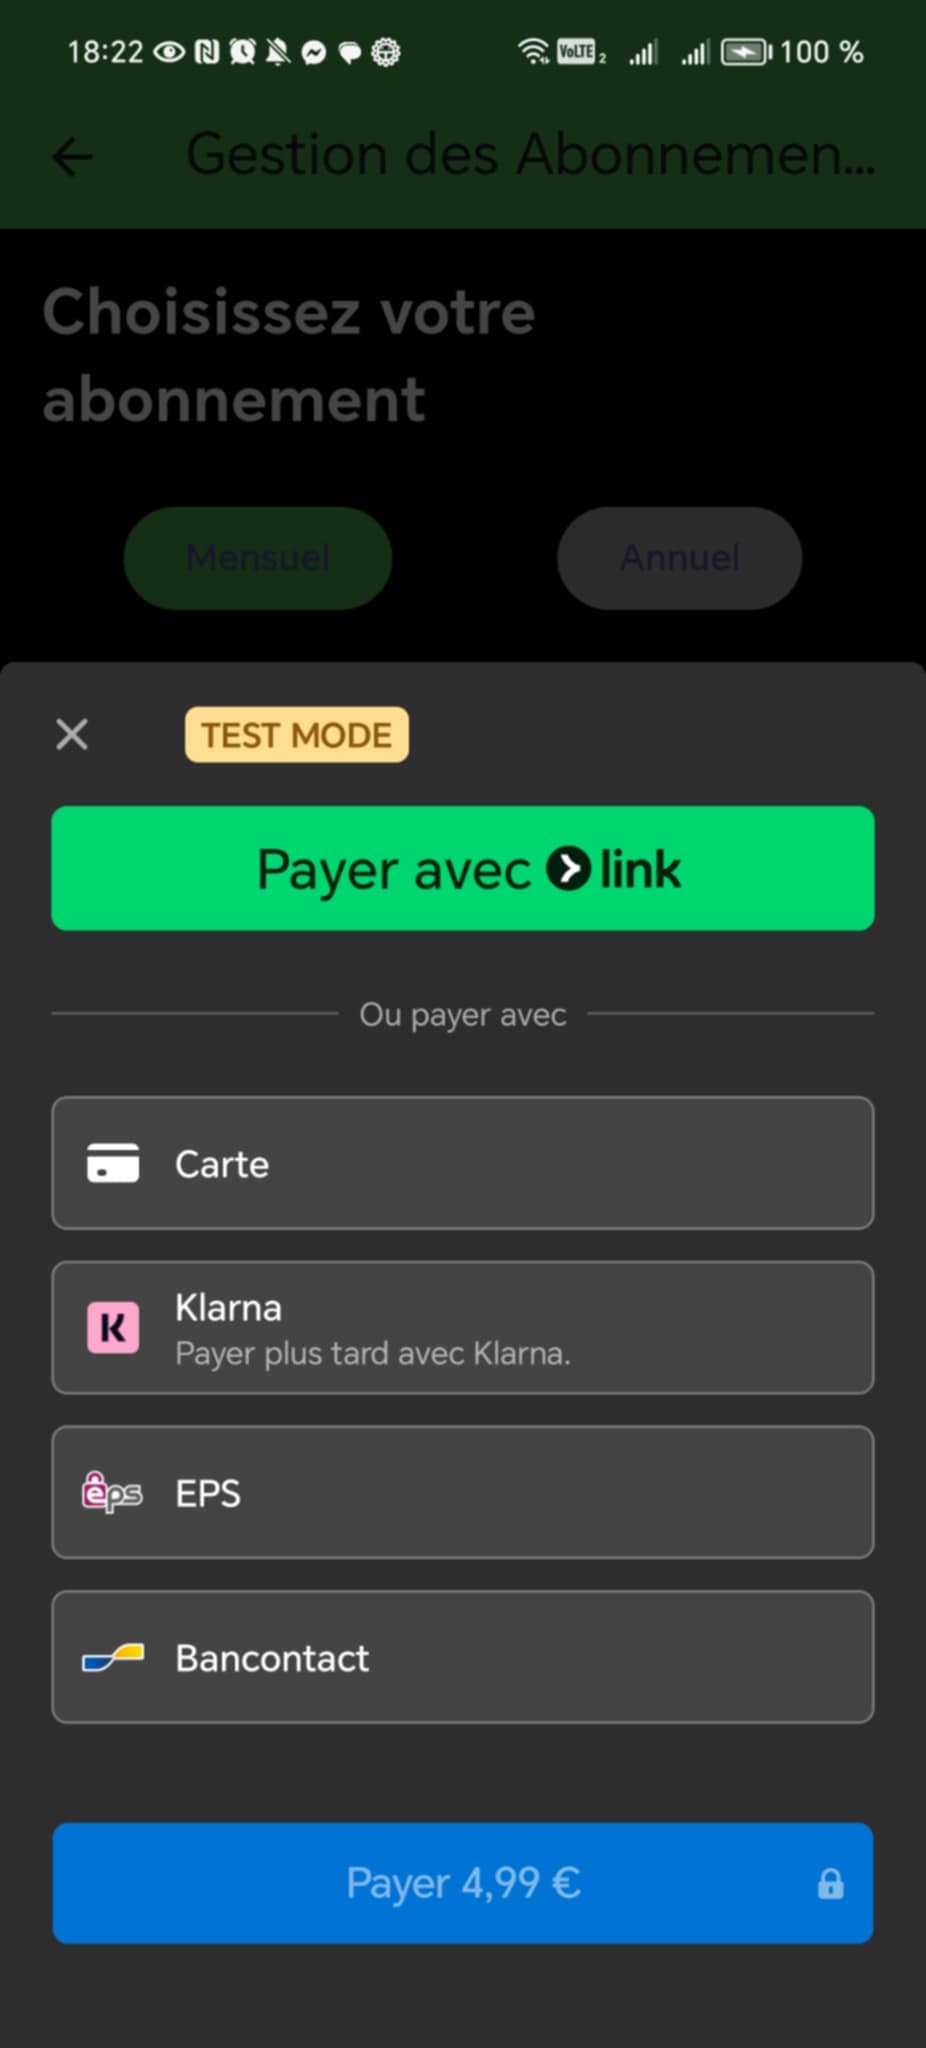 18:22 VoLTE 2 100 %
Gestion des Abonnemen...
Choisissez votre
abonnement
Mensuel Annuel
TEST MODE
Payer avec link
Ou payer avec
Carte
K Klarna
Payer plus tard avec Klarna.
eps EPS
Bancontact
Payer 4,99 €